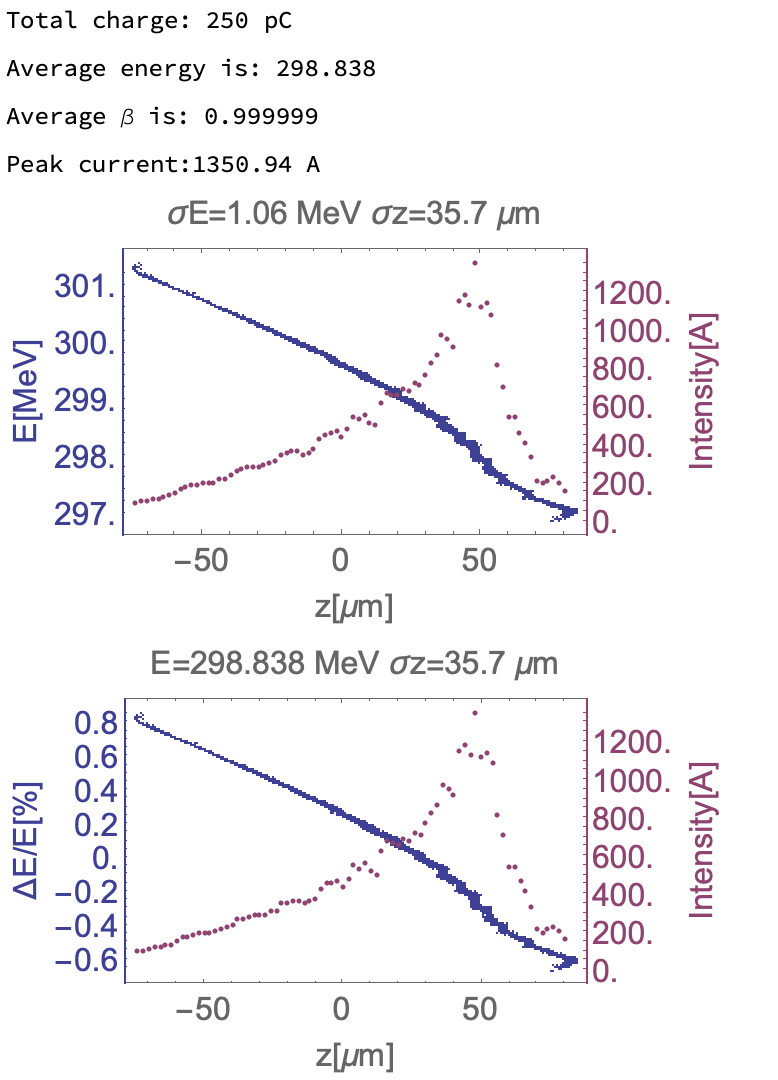 Total charge: 250 pC
Average energy is: 298.838
Average β is: 0.999999
Peak current:1350.94 A
σE=1.06 MeV σz=35.7 μm
301.
300.
299.
298.
297.
E[MeV]
1200.
1000.
800.
600.
400.
200.
0.
Intensity[A]
−50
0
50
z[μm]
E=298.838 MeV σz=35.7 μm
0.8
0.6
0.4
0.2
0.
−0.2
−0.4
−0.6
ΔE/E[%]
1200.
1000.
800.
600.
400.
200.
0.
Intensity[A]
−50
0
50
z[μm]